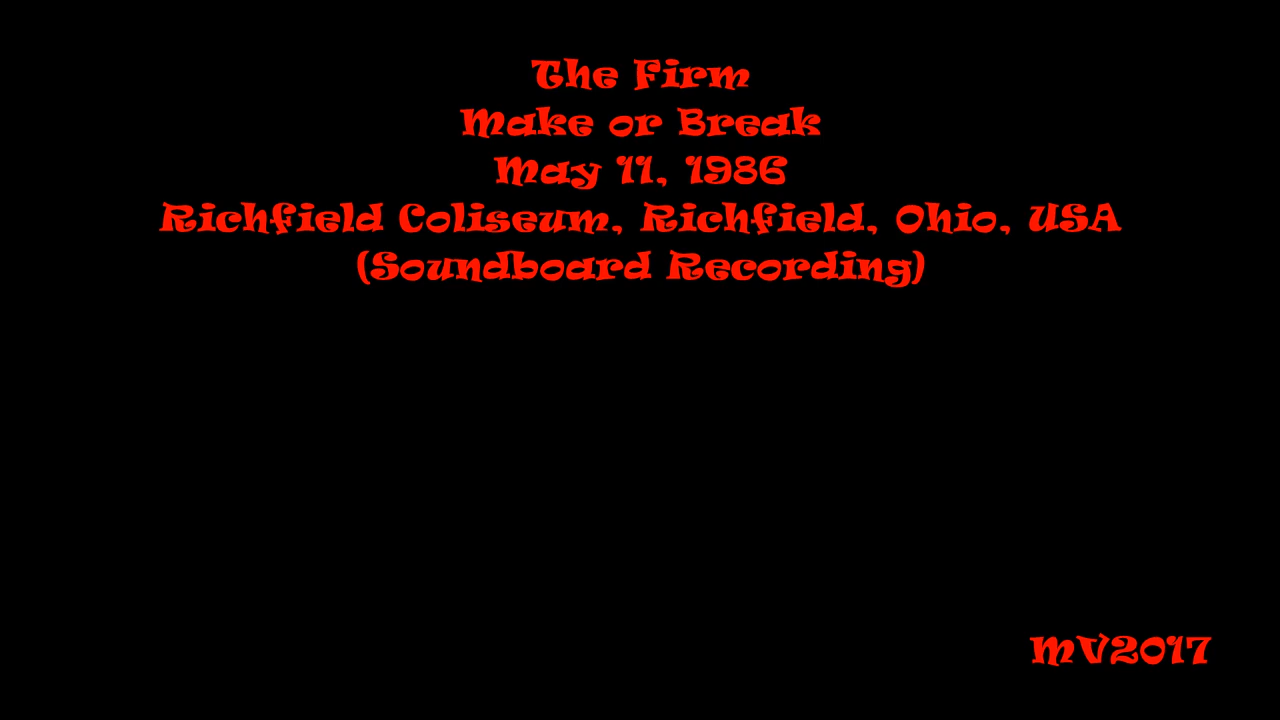 The Firm
Make or Break
May 11, 1986
Richfield Coliseum, Richfield, Ohio, USA
(Soundboard Recording)
MV2017